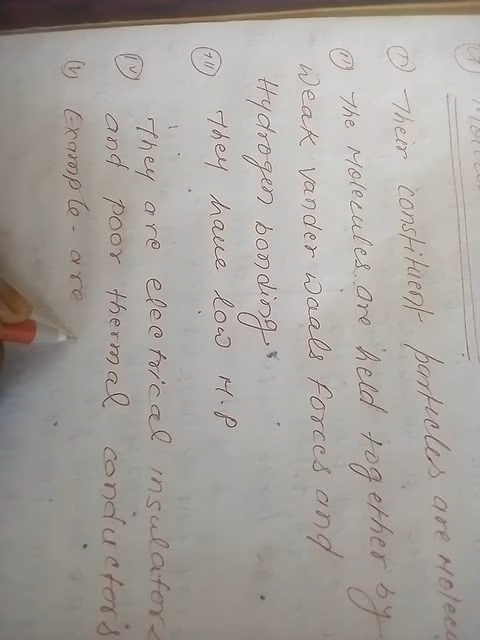 (i) Their constituent particles are Molec
(ii) The Molecules are held together by
weak vander waals forces and
Hydrogen bonding.
(iii) They have low M.P
(iv) They are electrical insulators
and poor thermal conductors
(v) Example- are